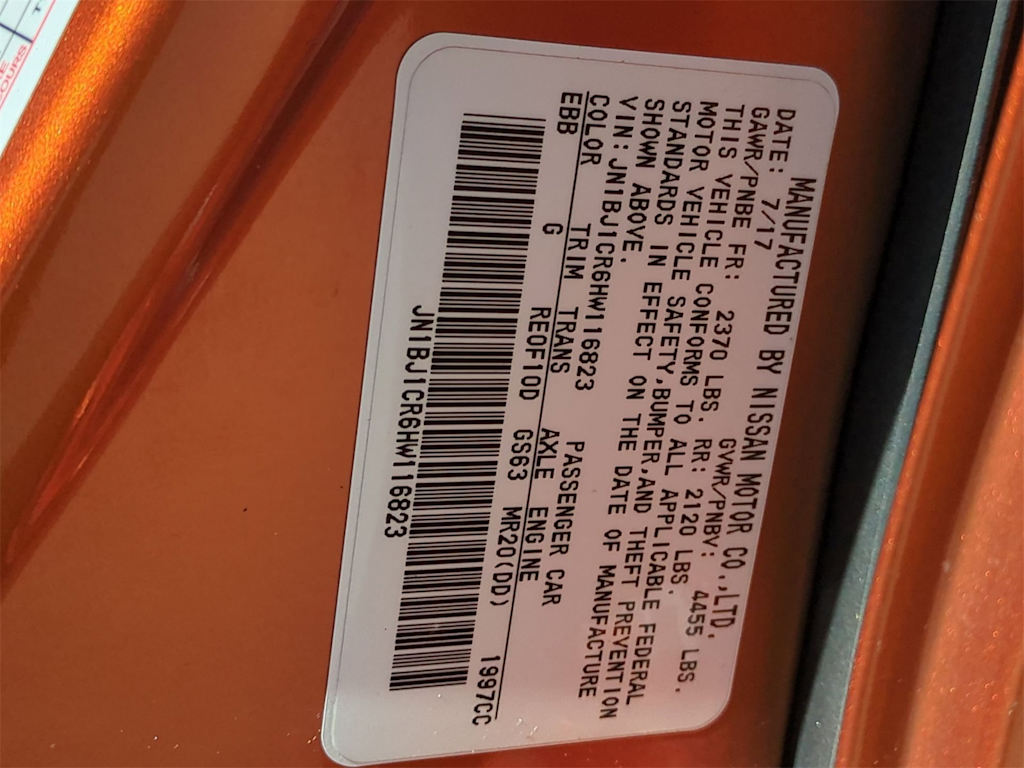 MANUFACTURED BY NISSAN MOTOR CO.,LTD.
DATE: 7/17 GVWR/PNBV: 4455 LBS.
GAWR/PNBE FR: 2370 LBS. RR: 2120 LBS.
THIS VEHICLE CONFORMS TO ALL APPLICABLE FEDERAL
MOTOR VEHICLE SAFETY,BUMPER,AND THEFT PREVENTION
STANDARDS IN EFFECT ON THE DATE OF MANUFACTURE
SHOWN ABOVE.
VIN:JN1BJ1CR6HW116823 PASSENGER CAR
COLOR TRIM TRANS AXLE ENGINE
EBB G RE0F10D GS63 MR20(DD) 1997CC
JN1BJ1CR6HW116823
OURS